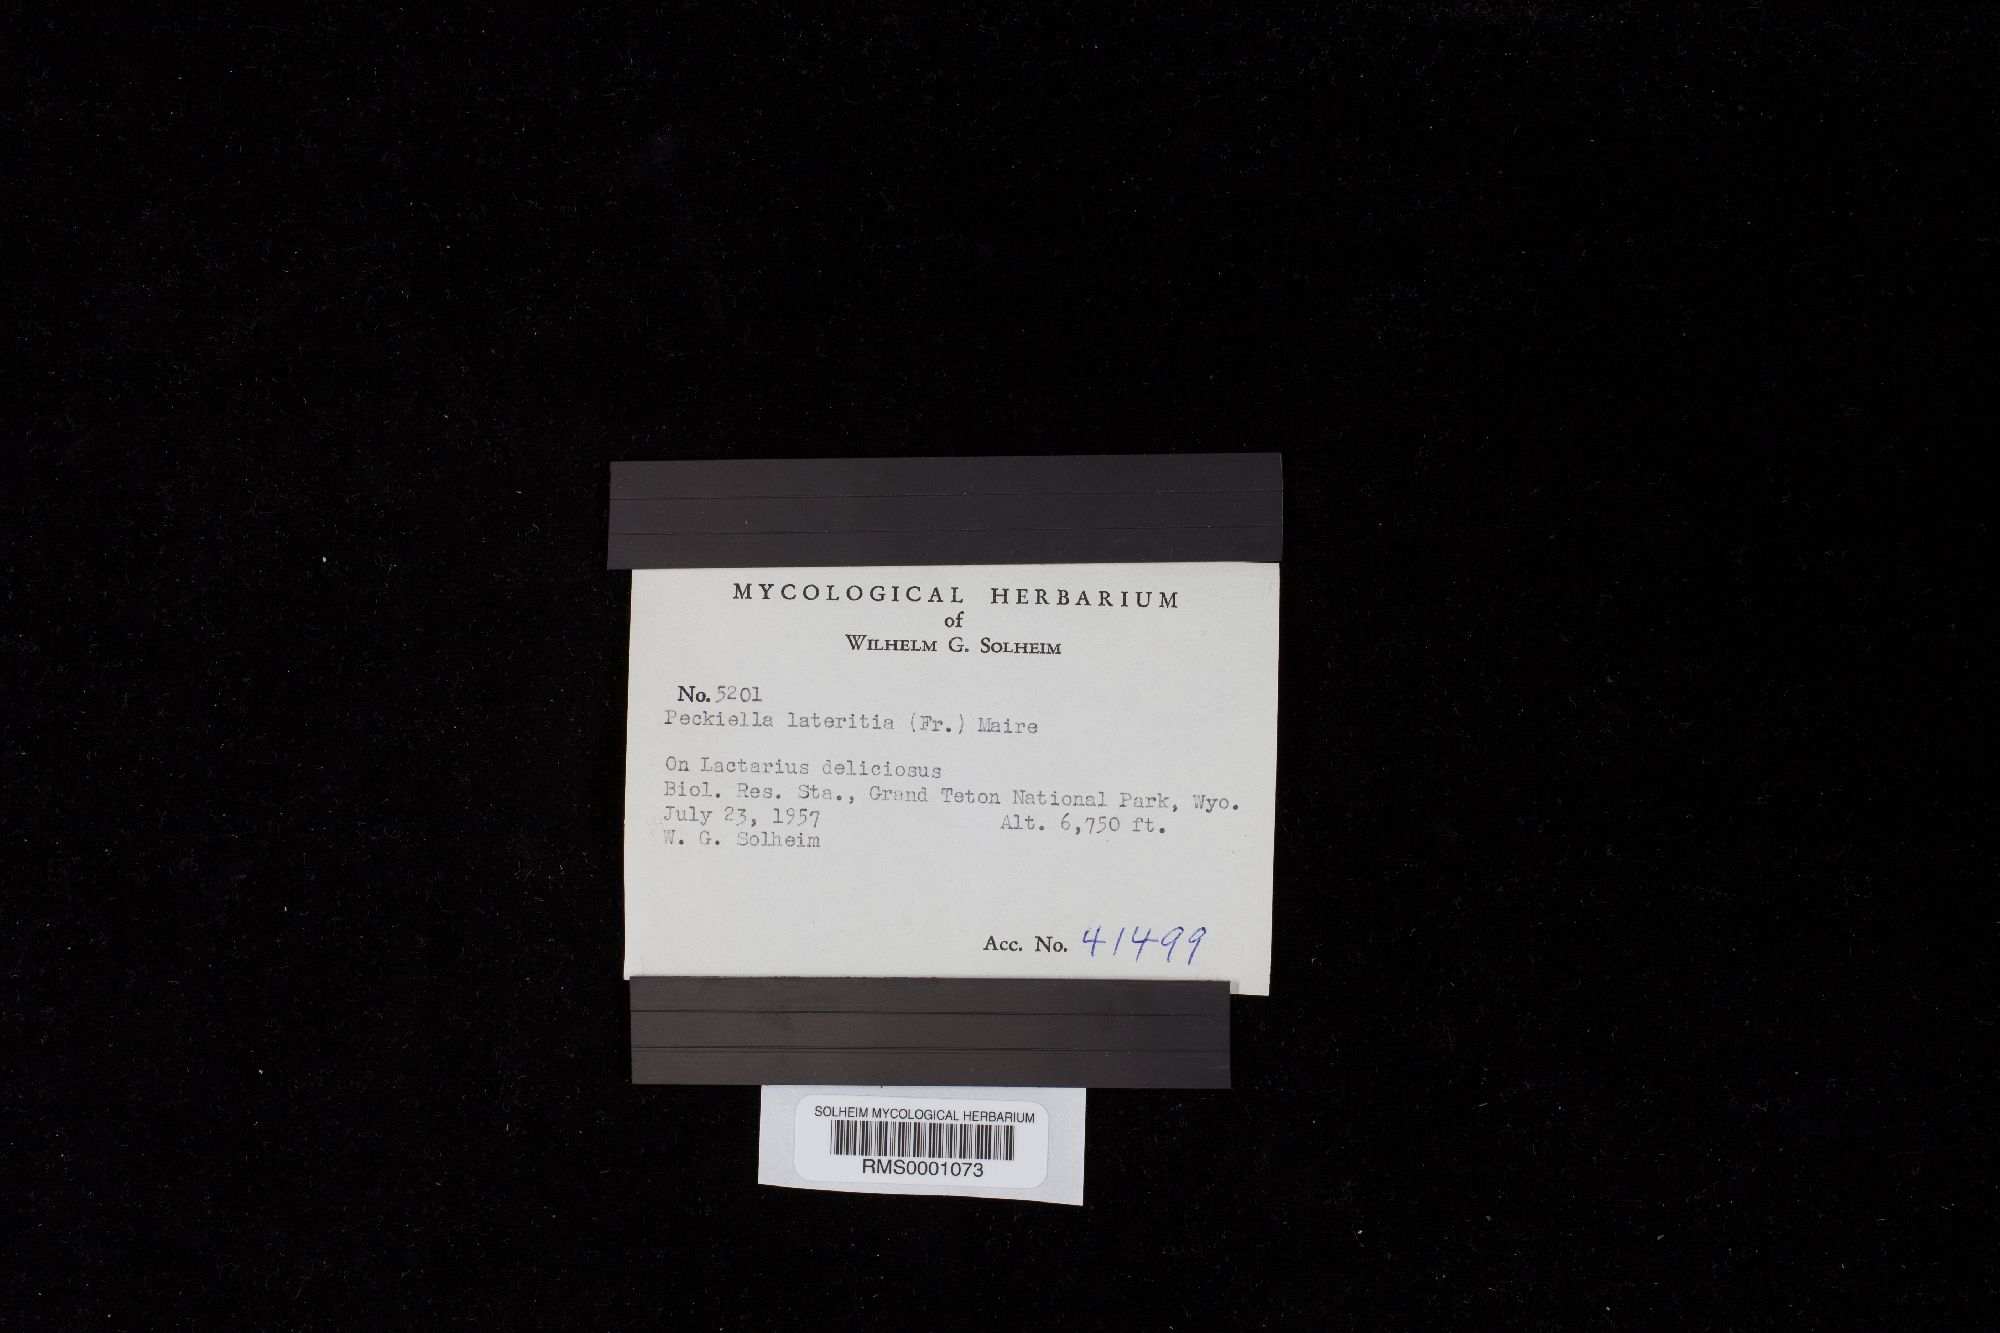 MYCOLOGICAL HERBARIUM
of
WILHELM G. SOLHEIM
No. 5201
Peckiella lateritia (Fr.) Maire
On Lactarius deliciosus
Biol. Res. Sta., Grand Teton National Park, Wyo.
July 23, 1957 Alt. 6,750 ft.
W. G. Solheim
Acc. No. 41499
SOLHEIM MYCOLOGICAL HERBARIUM
RMS0001073